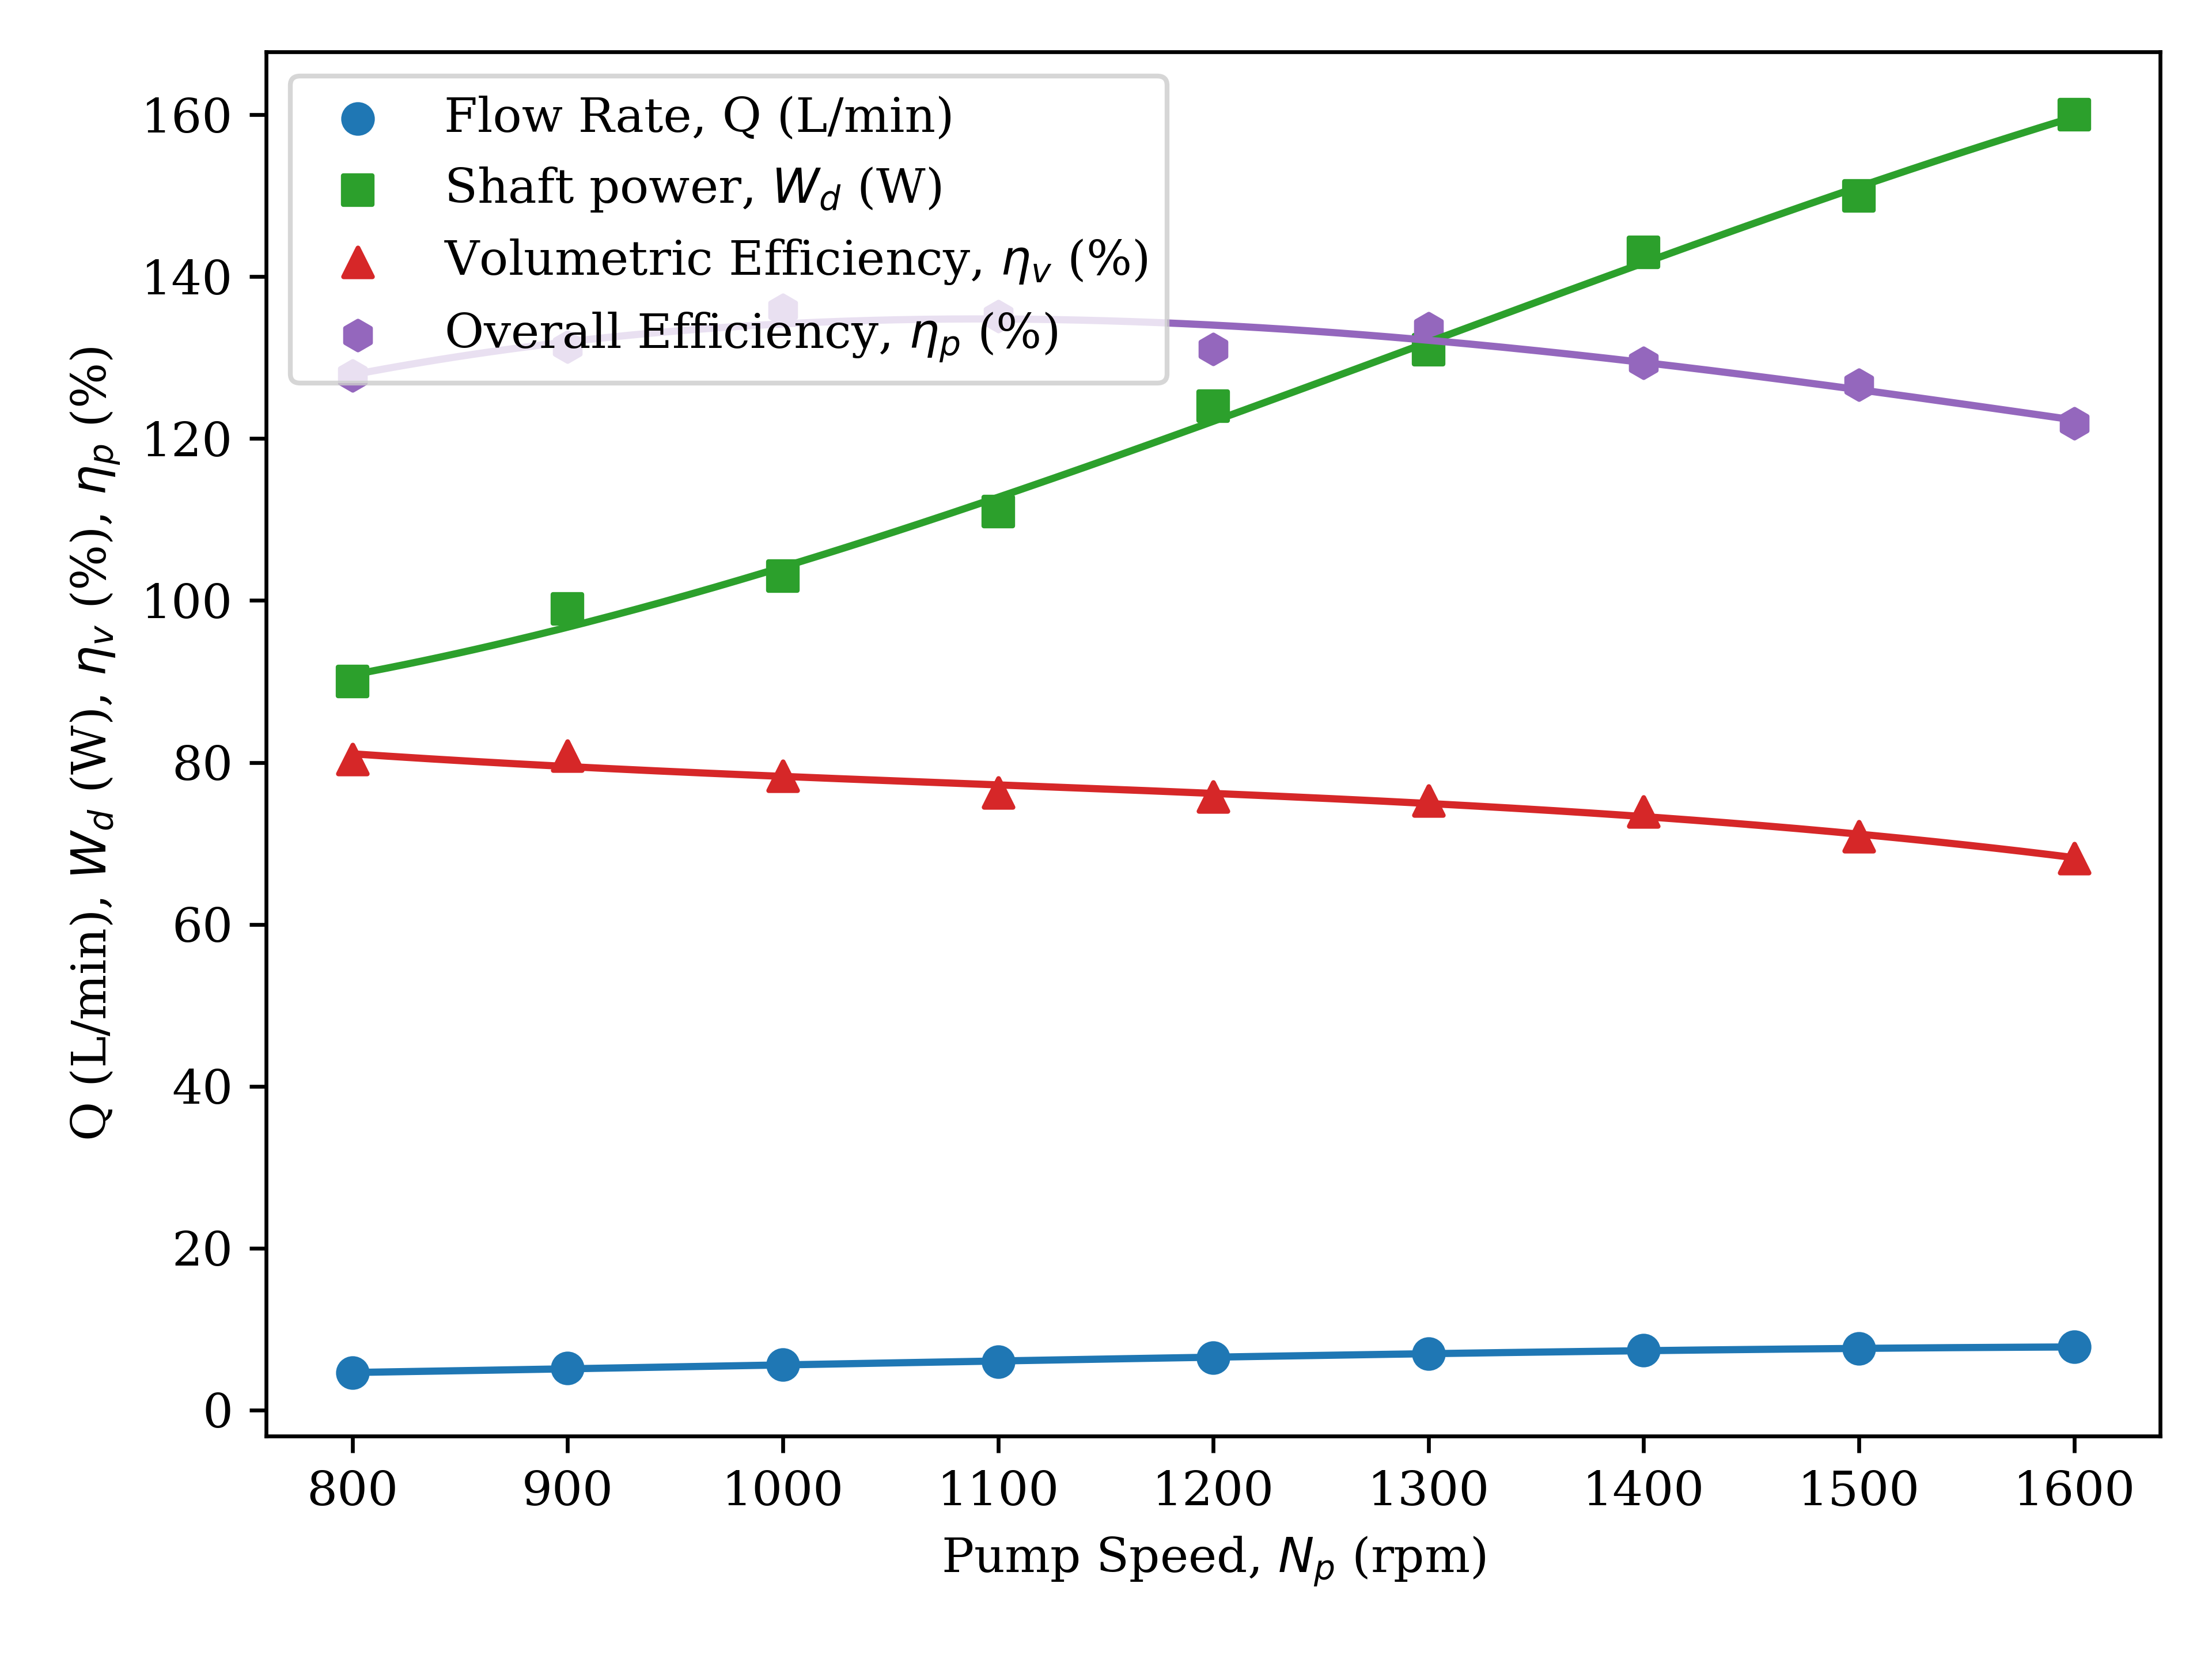 Flow Rate, Q (L/min)
Shaft power, W_d (W)
Volumetric Efficiency, η_v (%)
Overall Efficiency, η_p (%)
Q (L/min), W_d (W), η_v (%), η_p (%)
160
140
120
100
80
60
40
20
0
800 900 1000 1100 1200 1300 1400 1500 1600
Pump Speed, N_p (rpm)